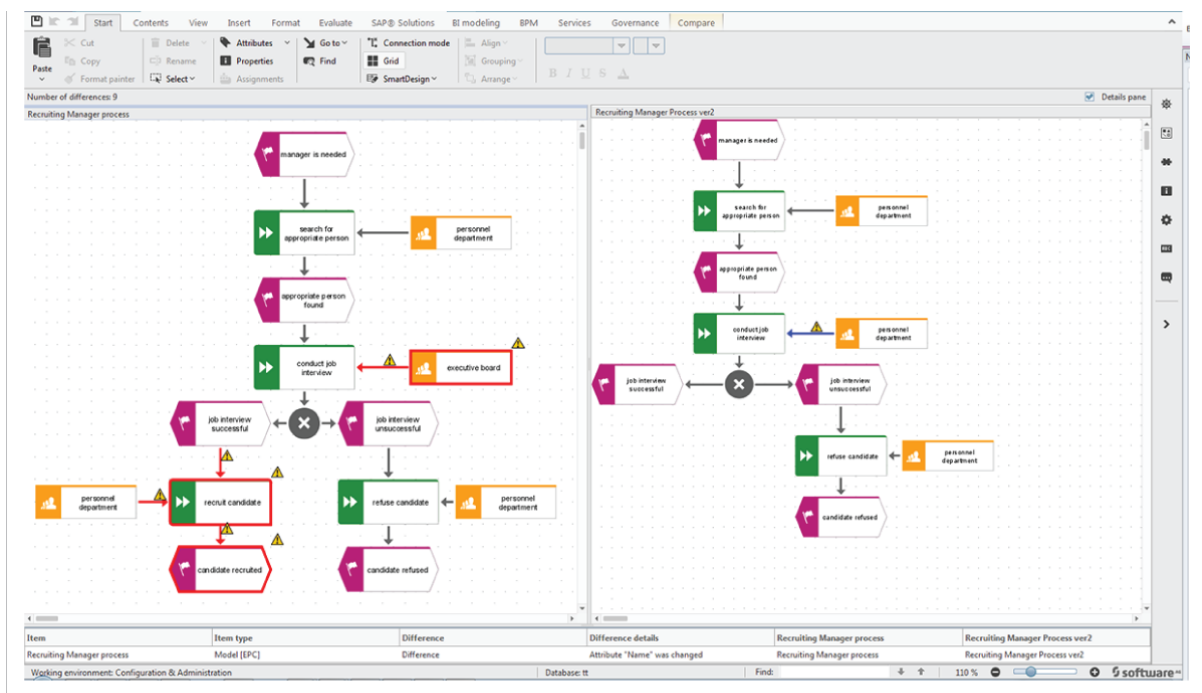 Start Contents View Insert Format Evaluate SAP® Solutions BI modeling BPM Services Governance Compare
Cut Delete Attributes Go to Connection mode Align
Copy Rename Properties Find Grid Grouping
Paste
Format painter Select Assignments SmartDesign Arrange
B I U S A
Number of differences: 9 Details pane
Recruiting Manager process
manager is needed
search for
appropriate person
personnel
department
appropriate person
found
conduct job
interview
executive board
job interview
successful
job interview
unsuccessful
personnel
department
recruit candidate
refuse candidate
personnel
department
candidate recruited
candidate refused
Recruiting Manager Process ver2
manager is needed
search for
appropriate person
personnel
department
appropriate person
found
conduct job
interview
personnel
department
job interview
successful
job interview
unsuccessful
refuse candidate
personnel
department
candidate refused
Item Item type Difference Difference details Recruiting Manager process Recruiting Manager Process ver2
Recruiting Manager process Model [EPC] Difference Attribute "Name" was changed Recruiting Manager process Recruiting Manager Process ver2
Working environment: Configuration & Administration Database: tt Find: 110 % software AG